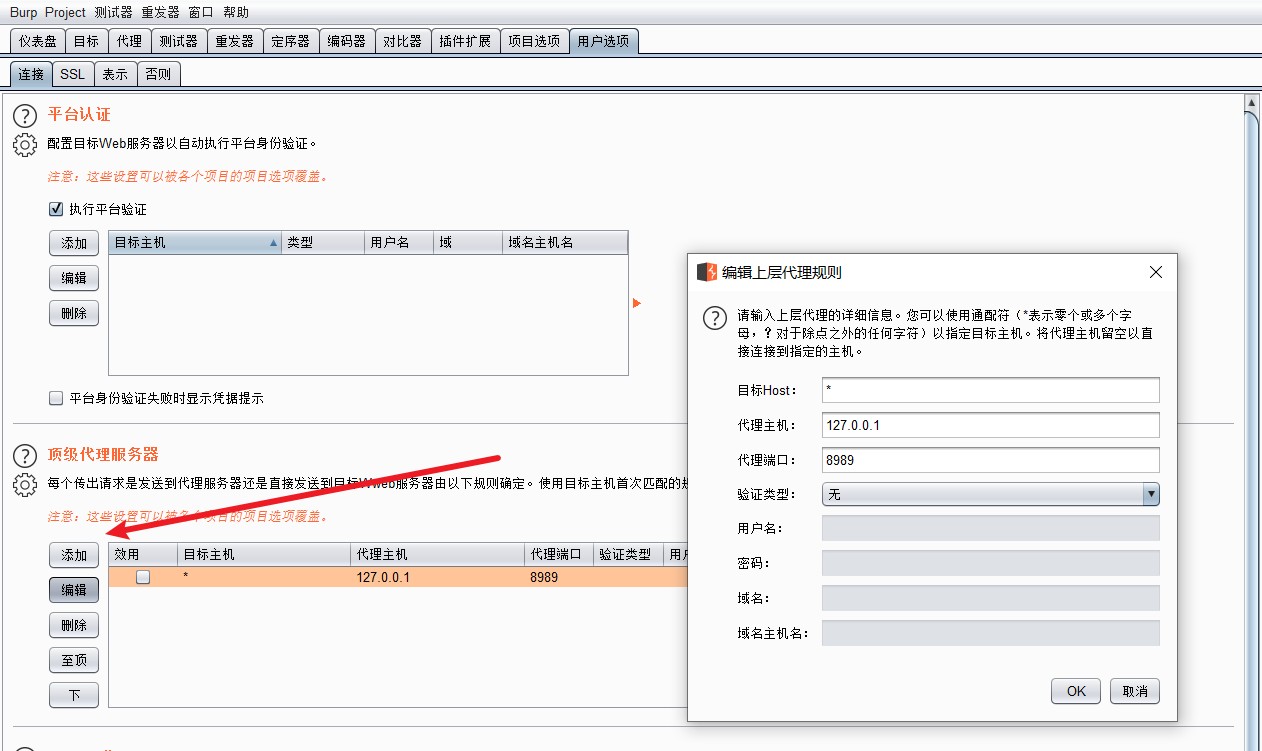 Burp Project 测试器 重发器 窗口 帮助
仪表盘 目标 代理 测试器 重发器 定序器 编码器 对比器 插件扩展 项目选项 用户选项
连接 SSL 表示 否则
平台认证
配置目标Web服务器以自动执行平台身份验证。
注意：这些设置可以被各个项目的项目选项覆盖。
执行平台验证
添加 目标主机 类型 用户名 域 域名主机名
编辑
删除
平台身份验证失败时显示凭据提示
顶级代理服务器
每个传出请求是发送到代理服务器还是直接发送到目标Wweb服务器由以下规则确定。使用目标主机首次匹配的规
注意：这些设置可以被各个项目的项目选项覆盖。
添加 效用 目标主机 代理主机 代理端口 验证类型 用户
* 127.0.0.1 8989
编辑
删除
至顶
下
编辑上层代理规则
请输入上层代理的详细信息。您可以使用通配符（*表示零个或多个字
母，？对于除点之外的任何字符）以指定目标主机。将代理主机留空以直
接连接到指定的主机。
目标Host： *
代理主机： 127.0.0.1
代理端口： 8989
验证类型： 无
用户名：
密码：
域名：
域名主机名：
OK 取消